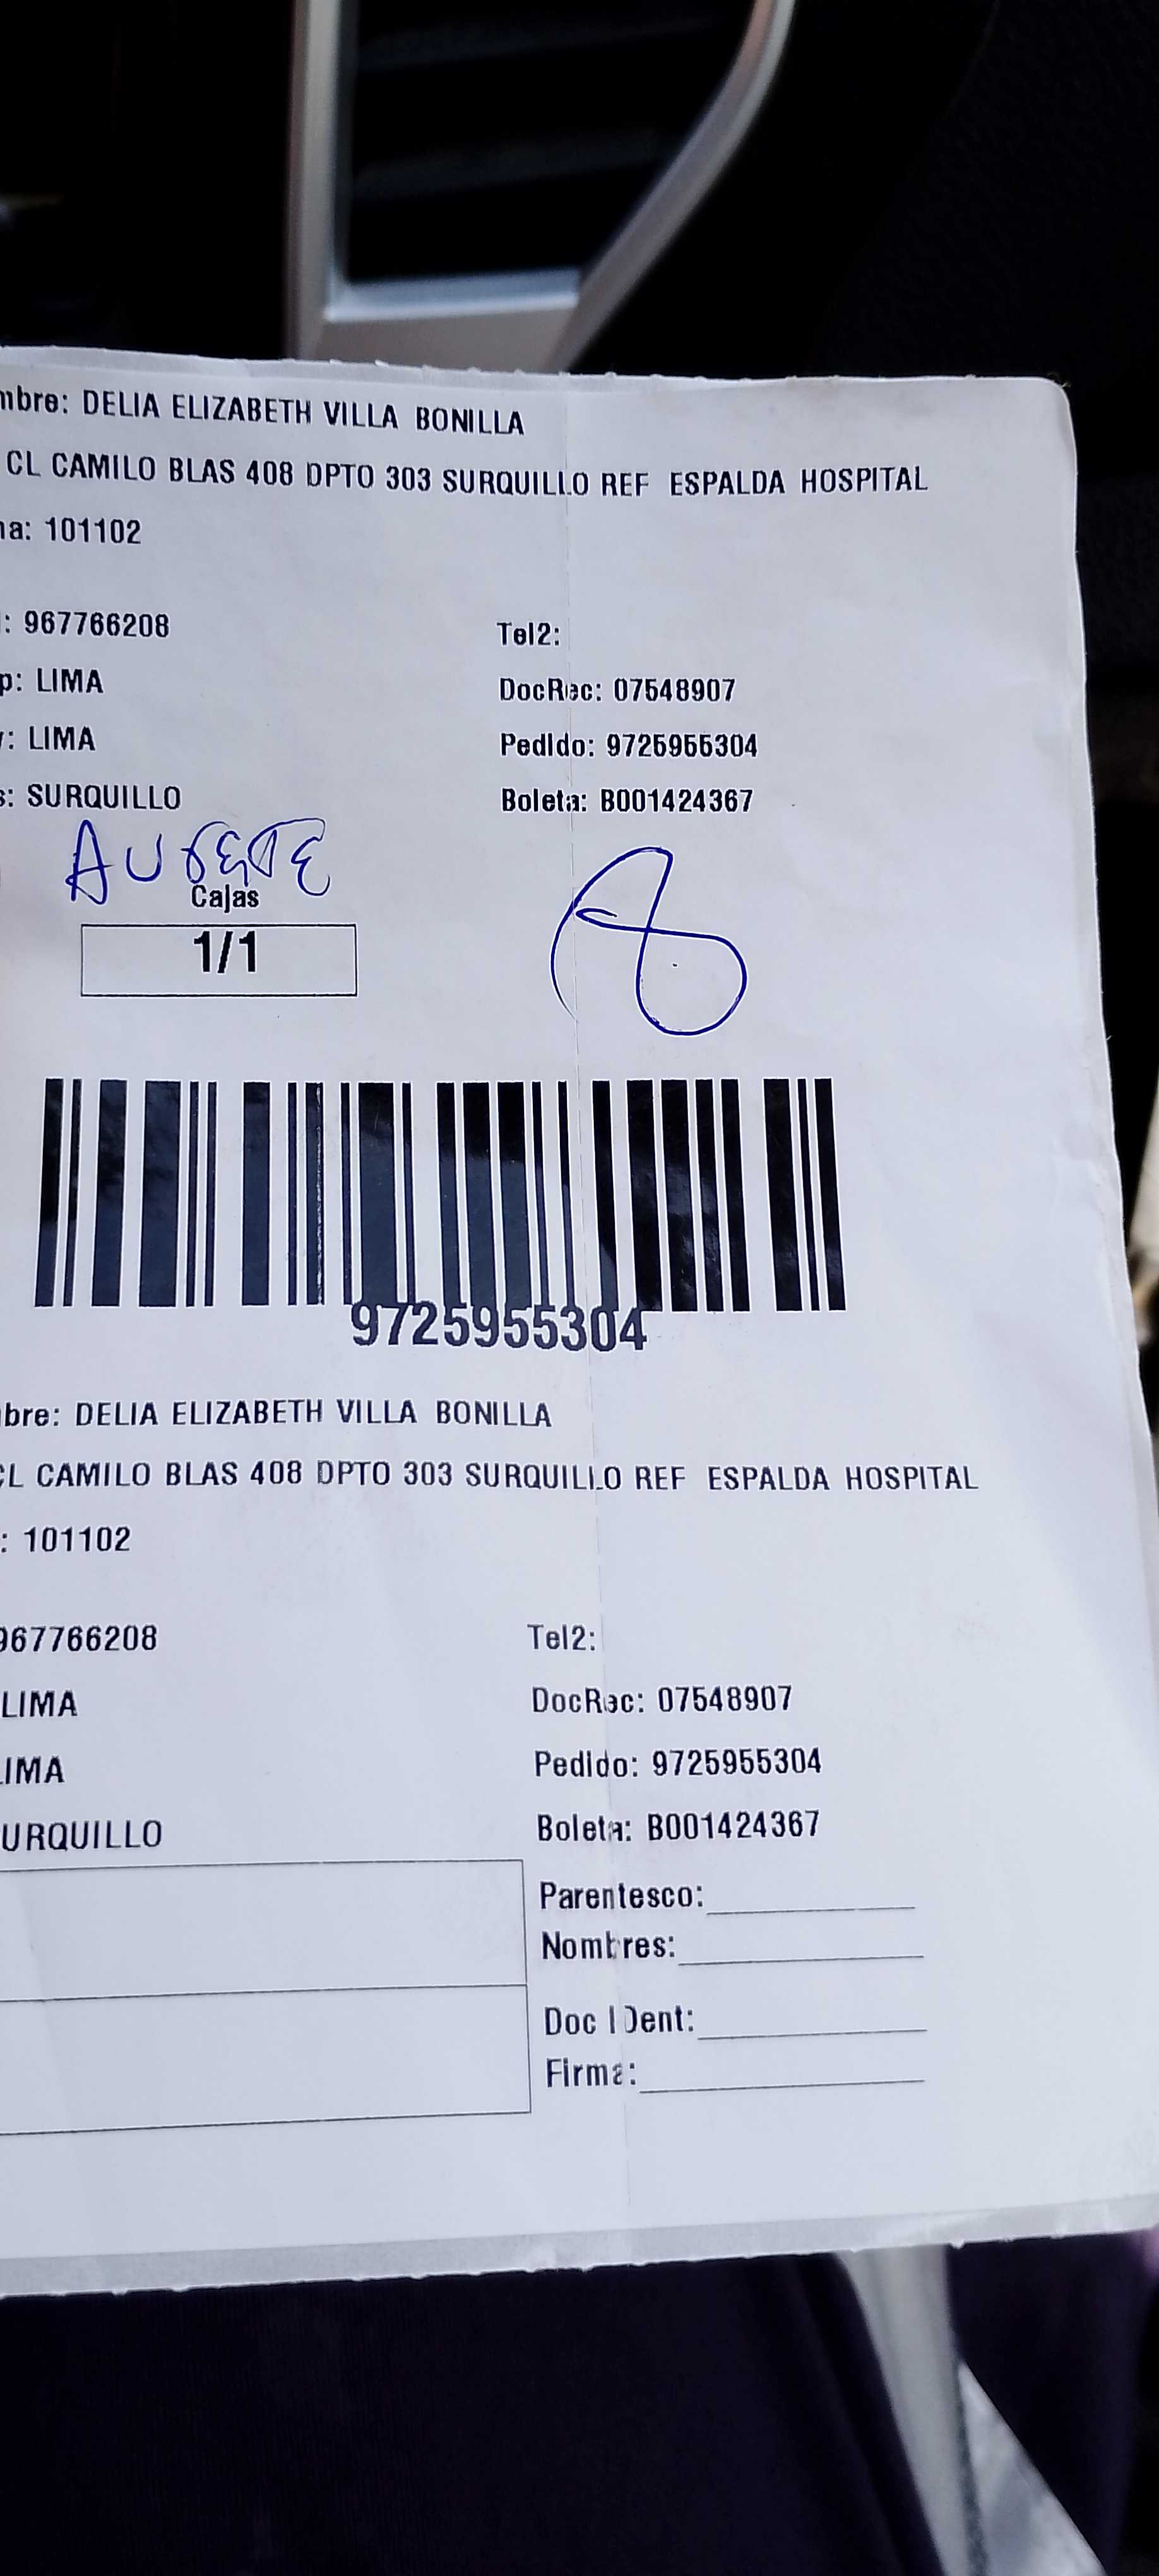 mbre: DELIA ELIZABETH VILLA BONILLA
CL CAMILO BLAS 408 DPTO 303 SURQUILLO REF ESPALDA HOSPITAL
na: 101102
: 967766208 Tel2:
p: LIMA DocRec: 07548907
: LIMA Pedido: 9725955304
s: SURQUILLO Boleta: B001424367
Cajas
1/1
9725955304
bre: DELIA ELIZABETH VILLA BONILLA
CL CAMILO BLAS 408 DPTO 303 SURQUILLO REF ESPALDA HOSPITAL
: 101102
967766208 Tel2:
LIMA DocRec: 07548907
IMA Pedido: 9725955304
URQUILLO Boleta: B001424367
Parentesco:
Nombres:
Doc IDent:
Firma: